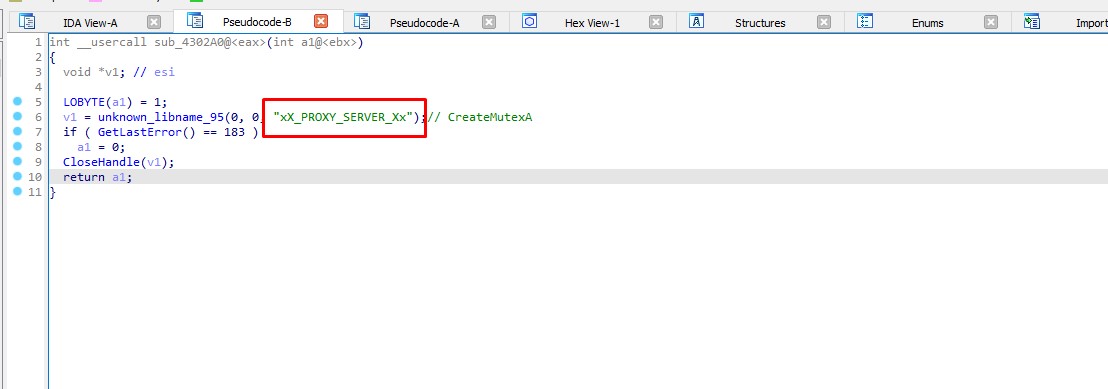 IDA View-A Pseudocode-B Pseudocode-A Hex View-1 Structures Enums Import
1 int __usercall sub_4302A0@<eax>(int a1@<ebx>)
2 {
3 void *v1; // esi
4
5 LOBYTE(a1) = 1;
6 v1 = unknown_libname_95(0, 0, "xX_PROXY_SERVER_Xx");// CreateMutexA
7 if ( GetLastError() == 183 )
8 a1 = 0;
9 CloseHandle(v1);
10 return a1;
11 }